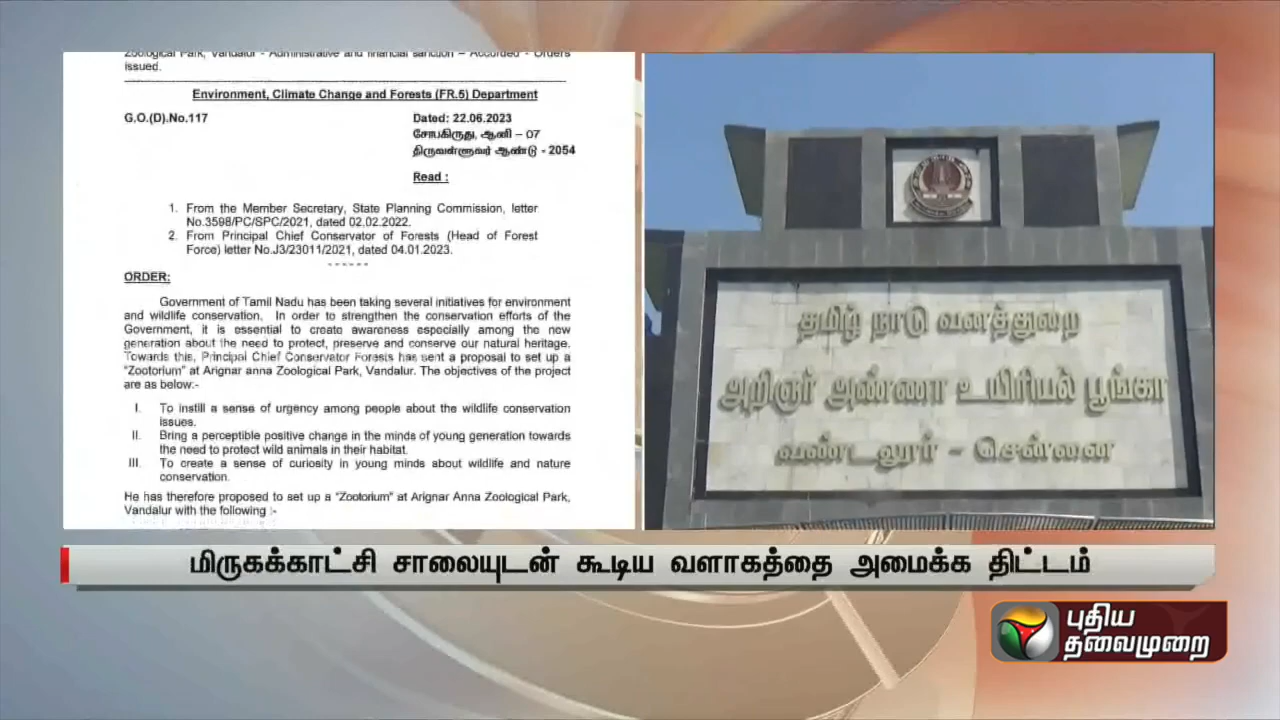 Zoological Park, Vandalur - Administrative and financial sanction – Accorded - Orders
issued.
Environment, Climate Change and Forests (FR.5) Department
G.O.(D).No.117
Dated: 22.06.2023
சோபகிருது, ஆனி – 07
திருவள்ளுவர் ஆண்டு - 2054
Read :
1. From the Member Secretary, State Planning Commission, letter
No.3598/PC/SPC/2021, dated 02.02.2022.
2. From Principal Chief Conservator of Forests (Head of Forest
Force) letter No.J3/23011/2021, dated 04.01.2023.
ORDER:
Government of Tamil Nadu has been taking several initiatives for environment
and wildlife conservation. In order to strengthen the conservation efforts of the
Government, it is essential to create awareness especially among the new
generation about the need to protect, preserve and conserve our natural heritage.
Towards this, Principal Chief Conservator Forests has sent a proposal to set up a
"Zootorium" at Arignar anna Zoological Park, Vandalur. The objectives of the project
are as below:-
I. To instill a sense of urgency among people about the wildlife conservation
issues.
II. Bring a perceptible positive change in the minds of young generation towards
the need to protect wild animals in their habitat.
III. To create a sense of curiosity in young minds about wildlife and nature
conservation.
He has therefore proposed to set up a "Zootorium" at Arignar Anna Zoological Park,
Vandalur with the following :-
தமிழ் நாடு வனத்துறை
அறிஞர் அண்ணா உயிரியல் பூங்கா
வண்டலூர் – சென்னை
மிருகக்காட்சி சாலையுடன் கூடிய வளாகத்தை அமைக்க திட்டம்
புதிய
தலைமுறை